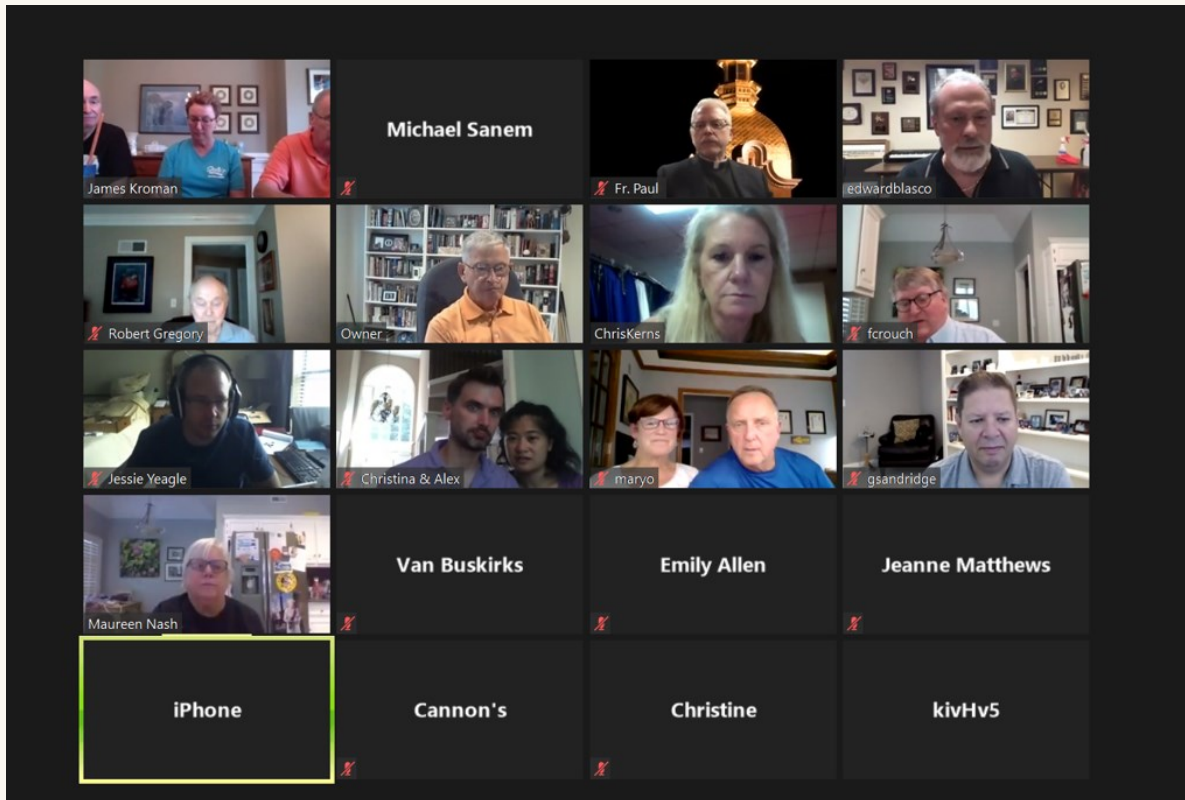 James Kroman
Michael Sanem
Fr. Paul
edwardblasco
Robert Gregory
Owner
ChrisKerns
fcrouch
Jessie Yeagle
Christina & Alex
maryo
gsandridge
Maureen Nash
Van Buskirks
Emily Allen
Jeanne Matthews
iPhone
Cannon's
Christine
kivHv5